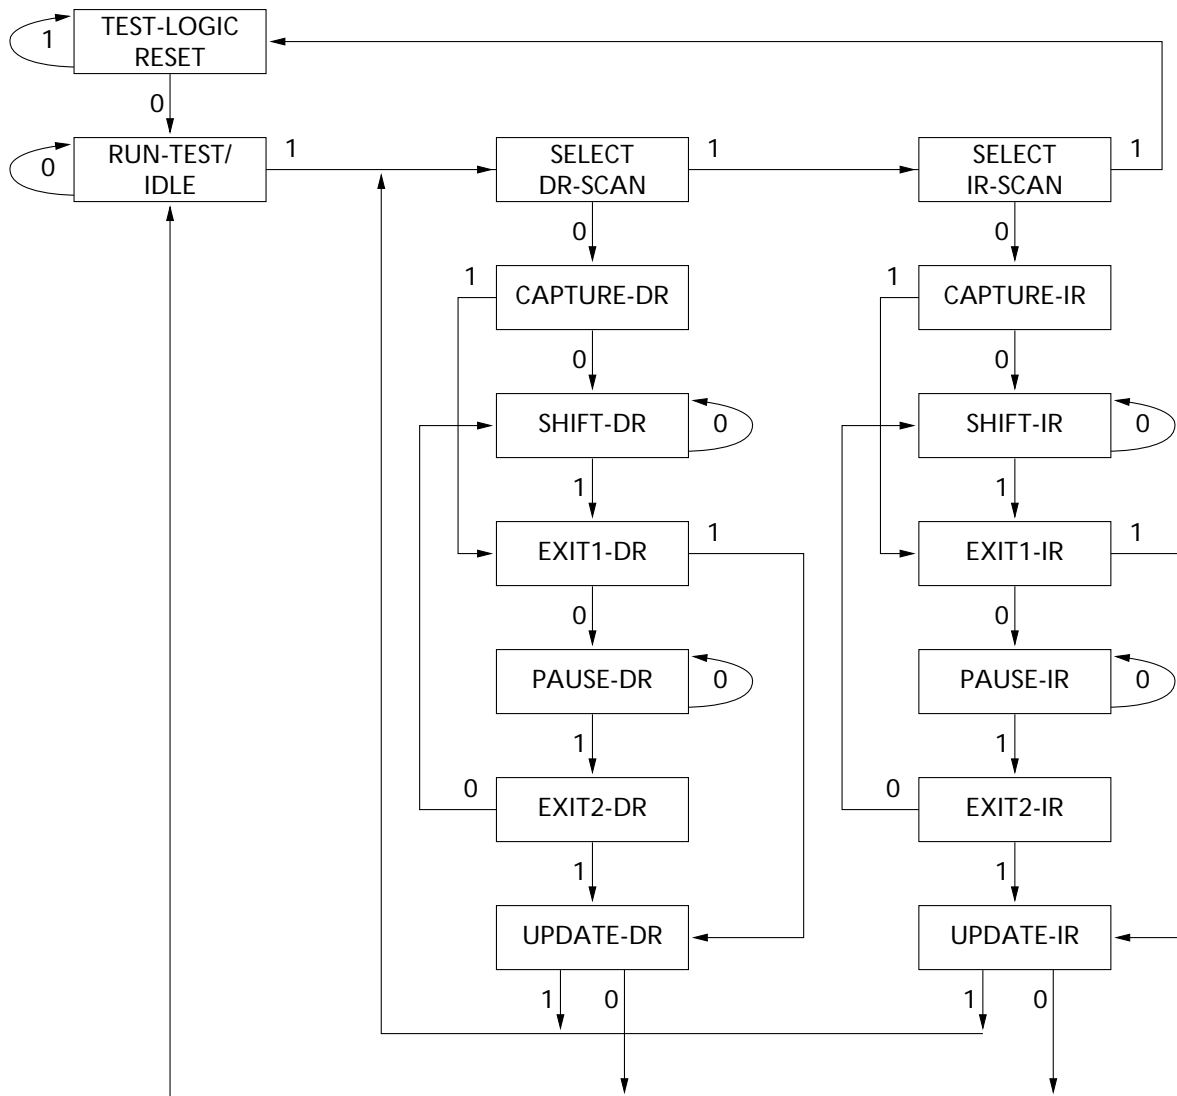 TEST-LOGIC
RESET
1
0
RUN-TEST/
IDLE
0
1
SELECT
DR-SCAN
1
SELECT
IR-SCAN
1
0
0
1
CAPTURE-DR
1
CAPTURE-IR
0
0
SHIFT-DR
0
SHIFT-IR
0
1
1
EXIT1-DR
1
EXIT1-IR
1
0
0
PAUSE-DR
0
PAUSE-IR
0
1
1
0
EXIT2-DR
0
EXIT2-IR
1
1
UPDATE-DR
UPDATE-IR
1
0
1
0